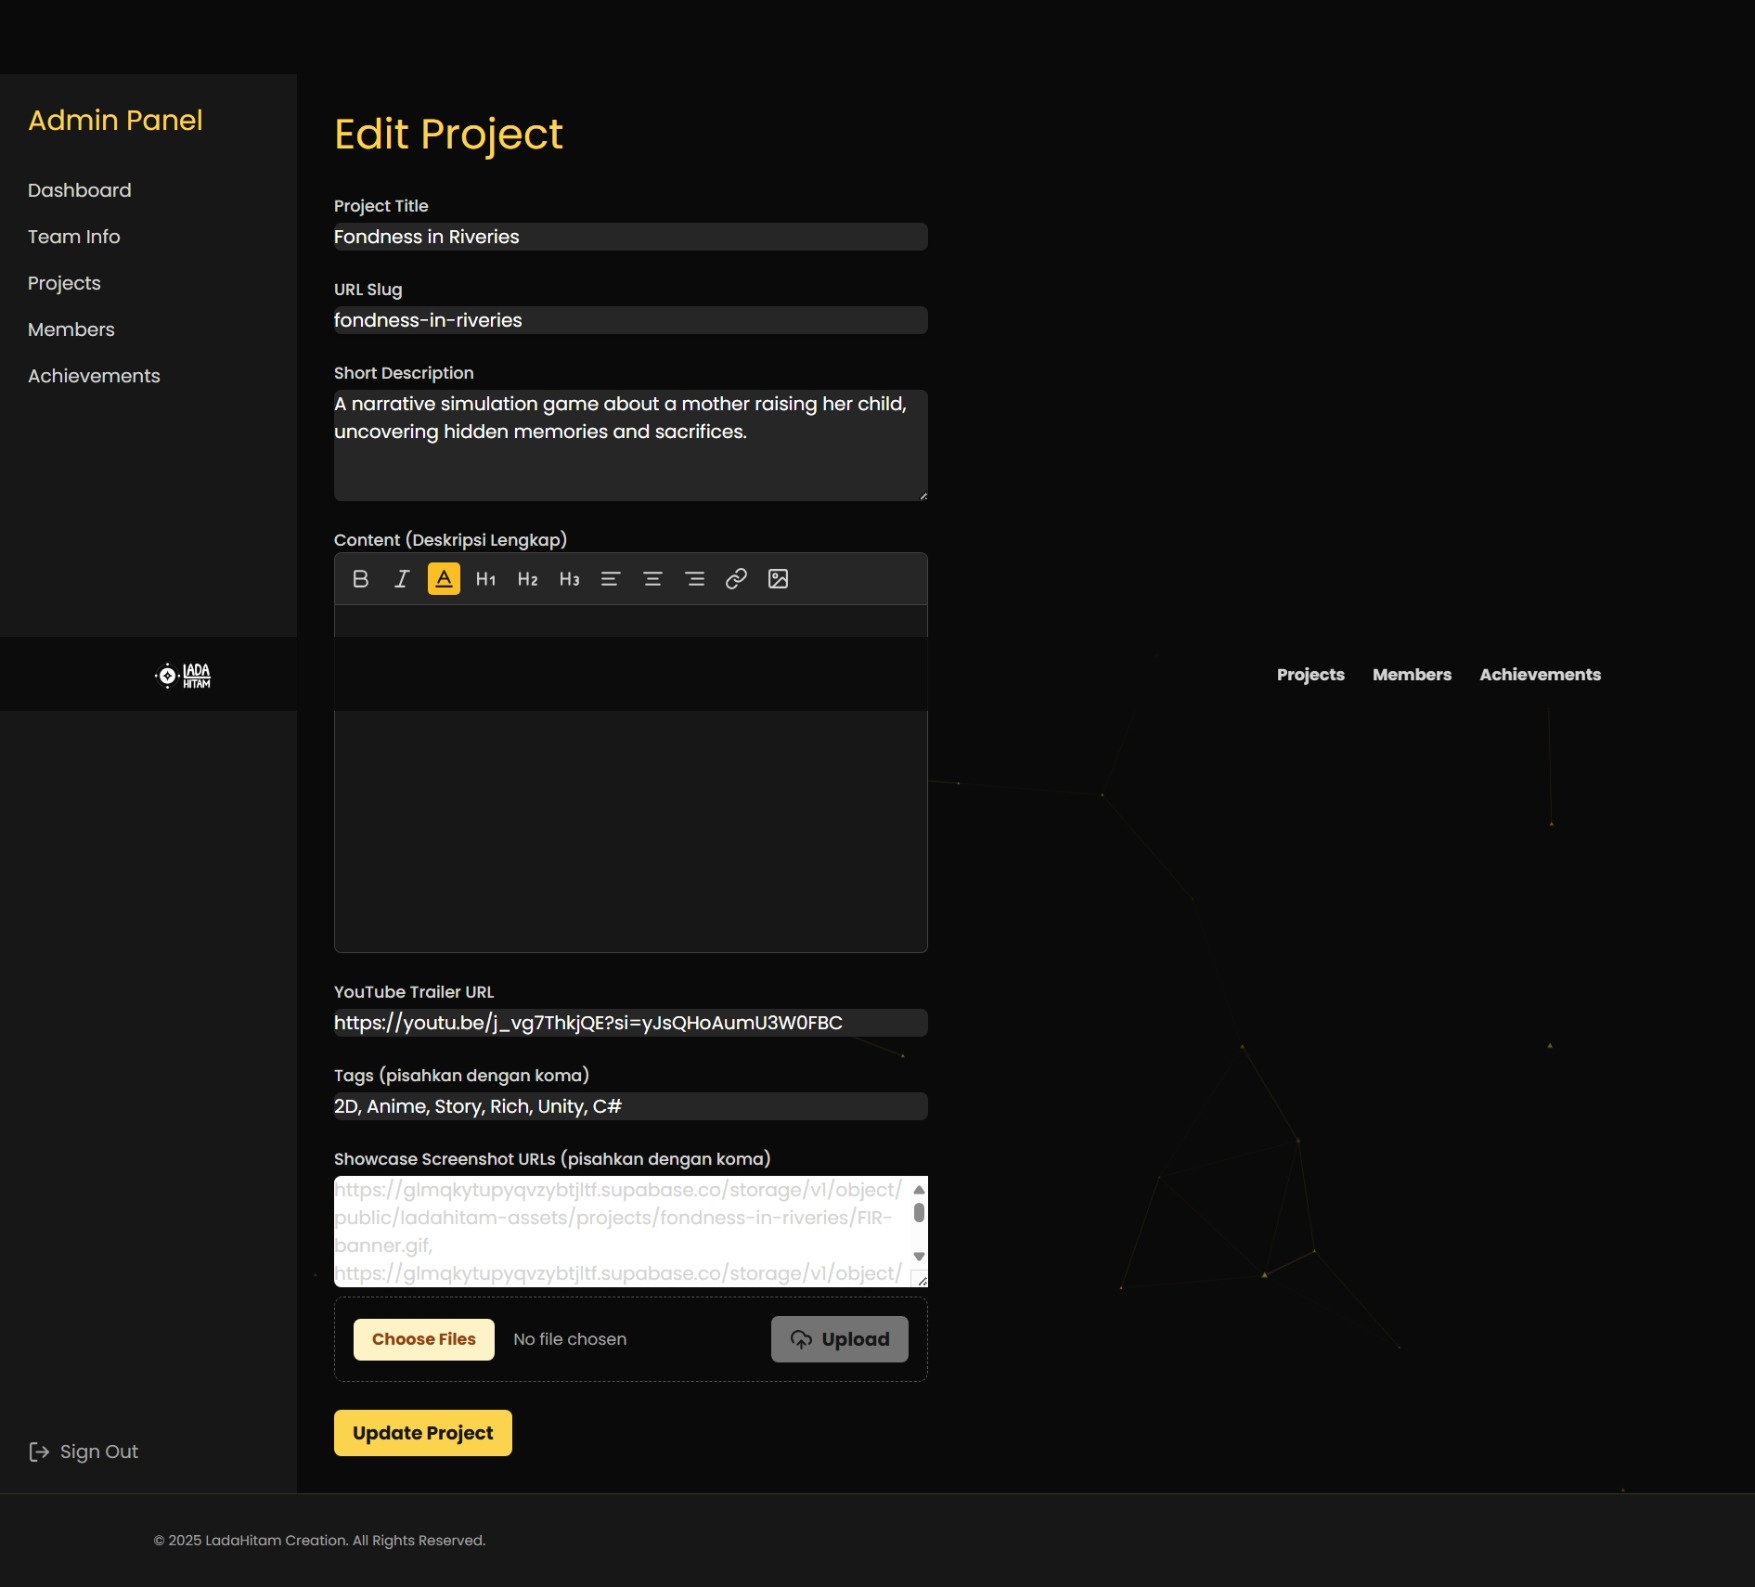 Admin Panel
Dashboard
Team Info
Projects
Members
Achievements
Edit Project
Project Title
Fondness in Riveries
URL Slug
fondness-in-riveries
Short Description
A narrative simulation game about a mother raising her child,
uncovering hidden memories and sacrifices.
Content (Deskripsi Lengkap)
B I A H1 H2 H3
LADA
HITAM
Projects Members Achievements
YouTube Trailer URL
https://youtu.be/j_vg7ThkjQE?si=yJsQHoAumU3W0FBC
Tags (pisahkan dengan koma)
2D, Anime, Story, Rich, Unity, C#
Showcase Screenshot URLs (pisahkan dengan koma)
https://glmqkytupyqvzybtjltf.supabase.co/storage/v1/object/
public/ladahitam-assets/projects/fondness-in-riveries/FIR-
banner.gif,
https://glmqkytupyqvzybtjltf.supabase.co/storage/v1/object/
Choose Files No file chosen Upload
Update Project
Sign Out
© 2025 LadaHitam Creation. All Rights Reserved.